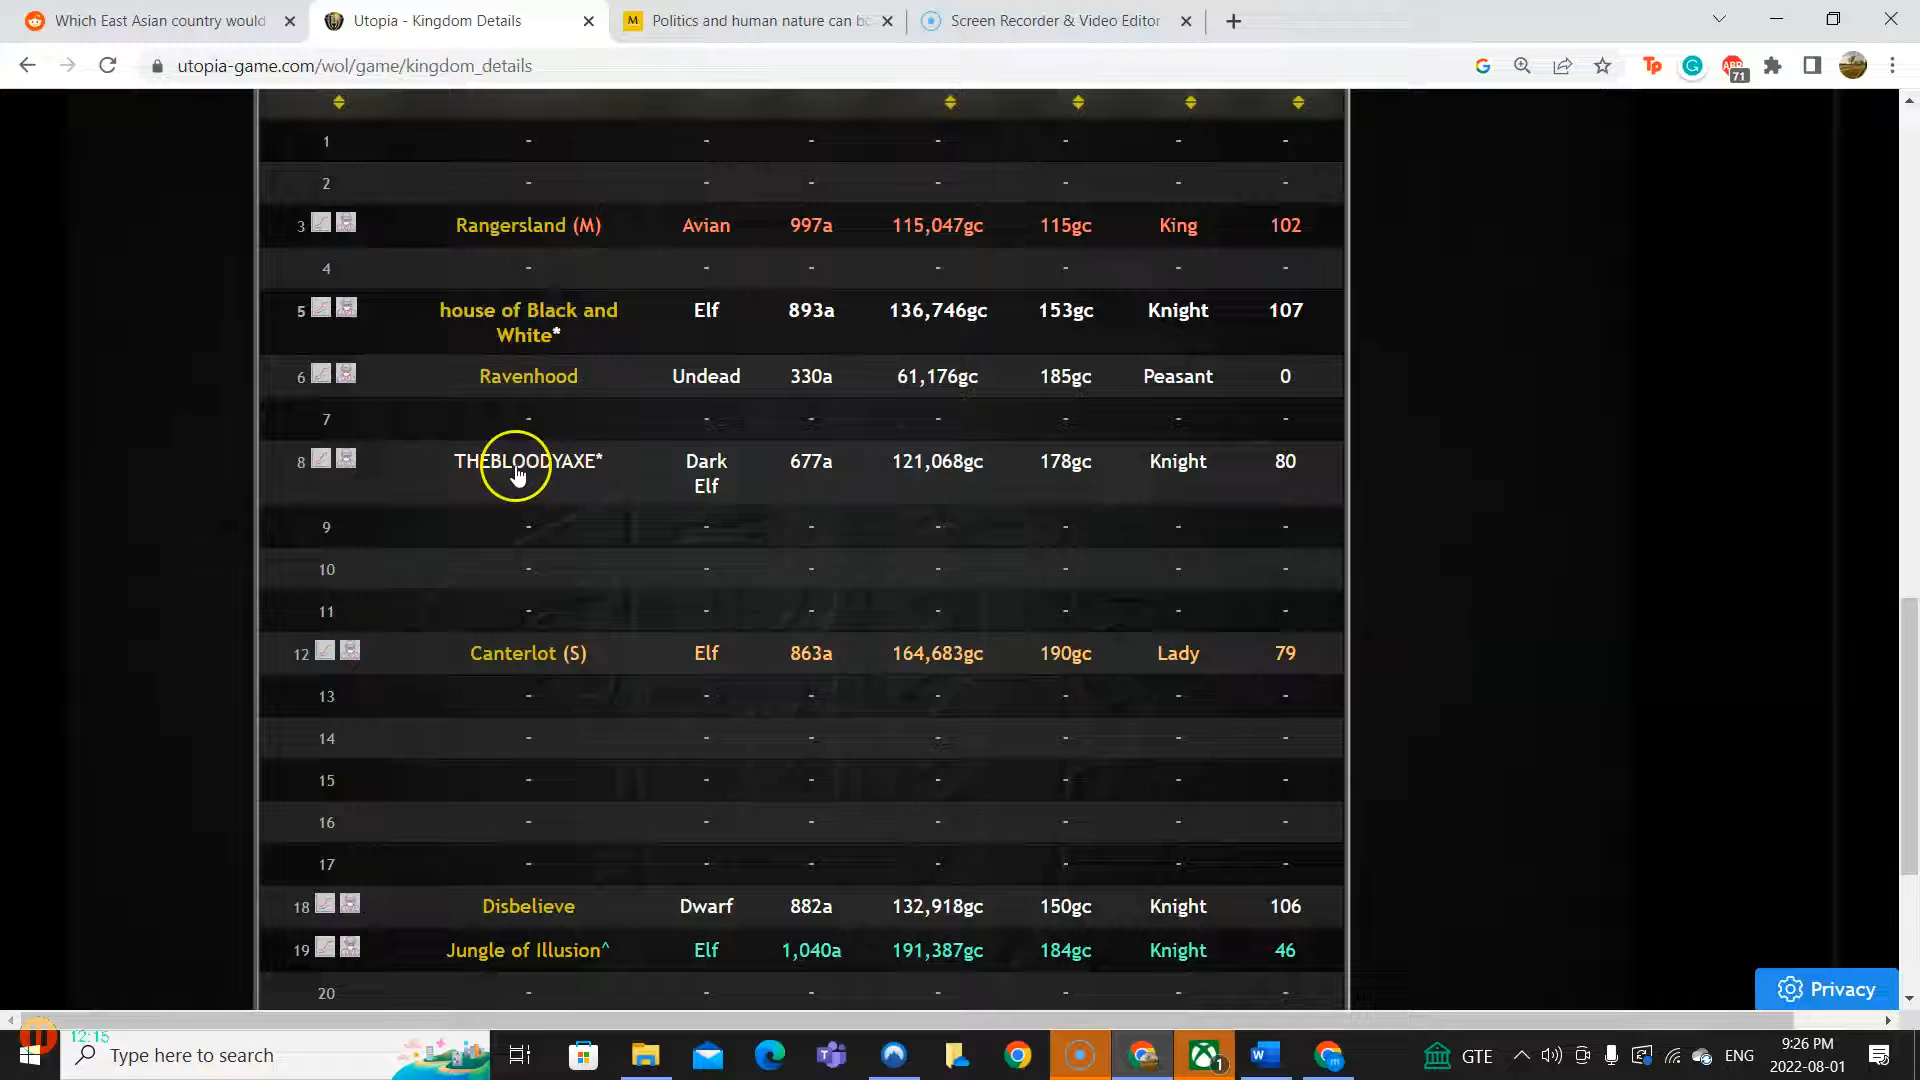 Which East Asian country would
Utopia - Kingdom Details
M Politics and human nature can be
Screen Recorder & Video Editor
utopia-game.com/wol/game/kingdom_details
71
1 - - - - - - -
2 - - - - - - -
3 Rangersland (M) Avian 997a 115,047gc 115gc King 102
4 - - - - - - -
5 house of Black and Elf 893a 136,746gc 153gc Knight 107
White*
6 Ravenhood Undead 330a 61,176gc 185gc Peasant 0
7 - - - - - - -
8 THEBLOODYAXE* Dark 677a 121,068gc 178gc Knight 80
Elf
9 - - - - - - -
10 - - - - - - -
11 - - - - - - -
12 Canterlot (S) Elf 863a 164,683gc 190gc Lady 79
13 - - - - - - -
14 - - - - - - -
15 - - - - - - -
16 - - - - - - -
17 - - - - - - -
18 Disbelieve Dwarf 882a 132,918gc 150gc Knight 106
19 Jungle of Illusion^ Elf 1,040a 191,387gc 184gc Knight 46
20 - - - - - - -
Privacy
12:15
Type here to search
1
GTE
ENG
9:26 PM
2022-08-01